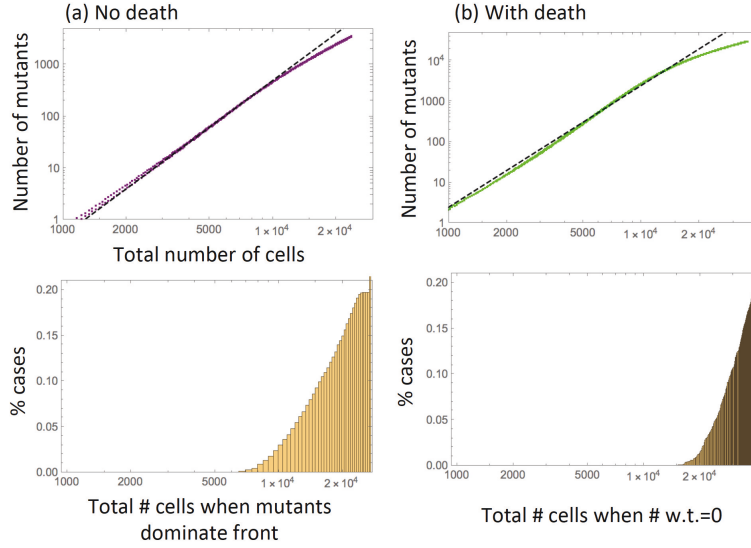 (a) No death
Number of mutants
1000
100
10
1
1000
2000
5000
1 × 10⁴
2 × 10⁴
Total number of cells
(b) With death
Number of mutants
10⁴
1000
100
10
1
1000
2000
5000
1 × 10⁴
2 × 10⁴
% cases
0.20
0.15
0.10
0.05
0.00
1000
2000
5000
1 × 10⁴
2 × 10⁴
Total # cells when mutants
dominate front
% cases
0.20
0.15
0.10
0.05
0.00
1000
2000
5000
1 × 10⁴
2 × 10⁴
Total # cells when # w.t.=0